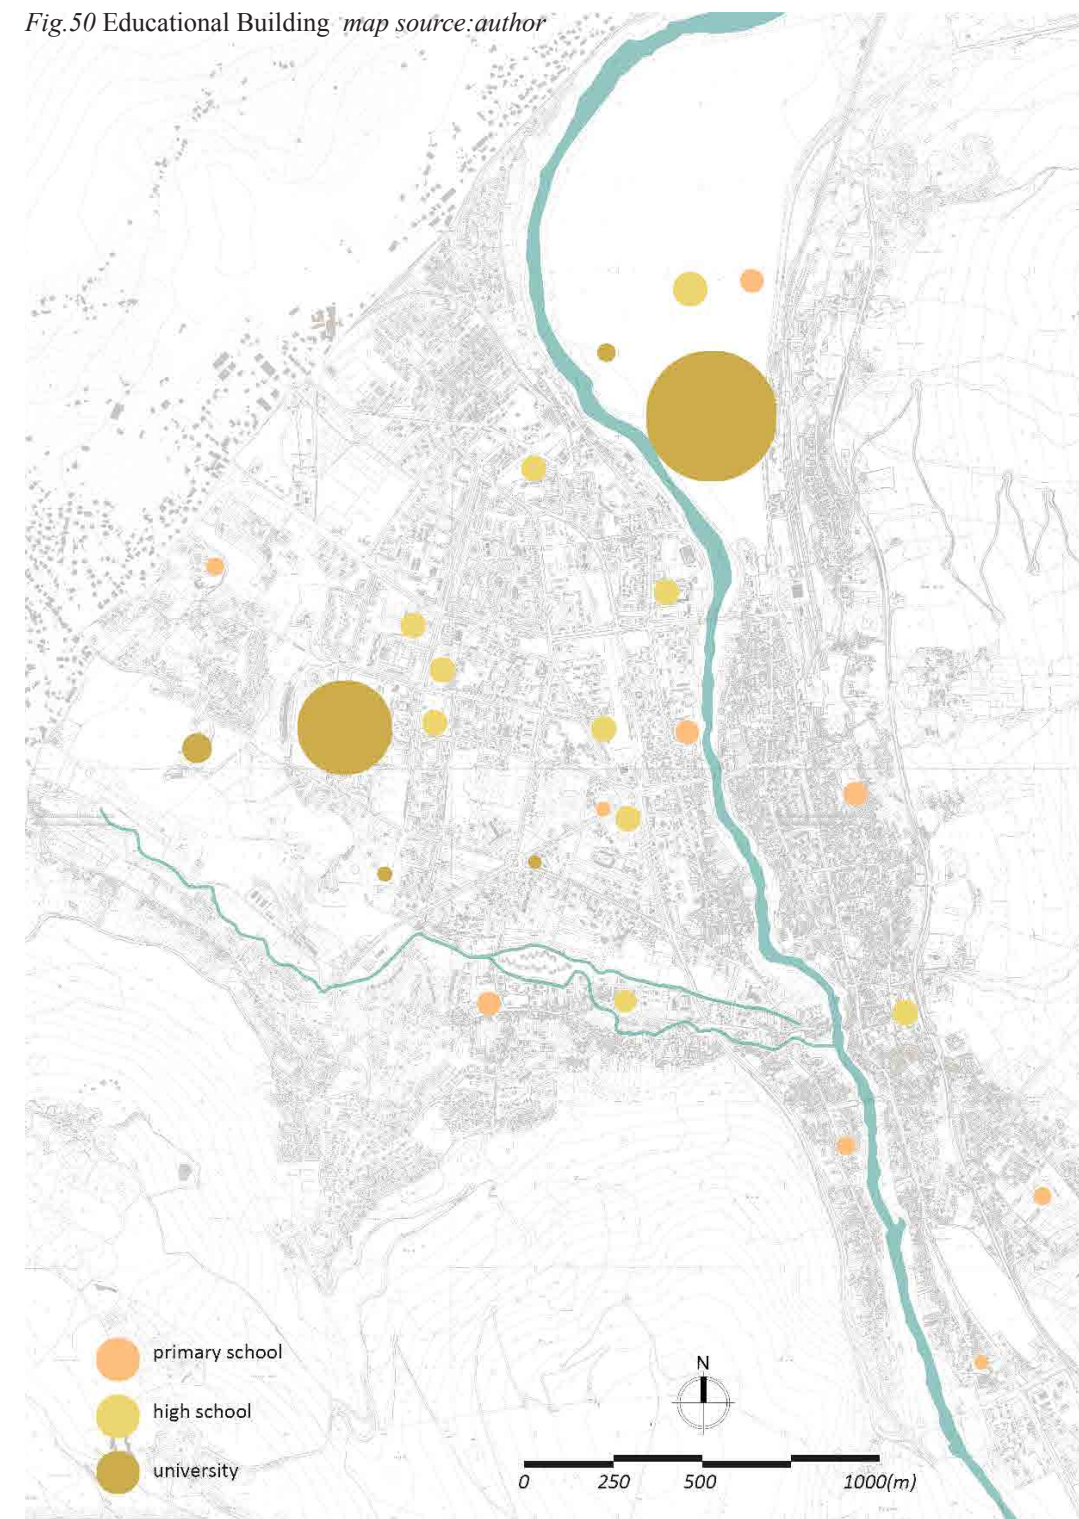 Fig.50 Educational Building map source:author
primary school
high school
university
N
0 250 500 1000(m)